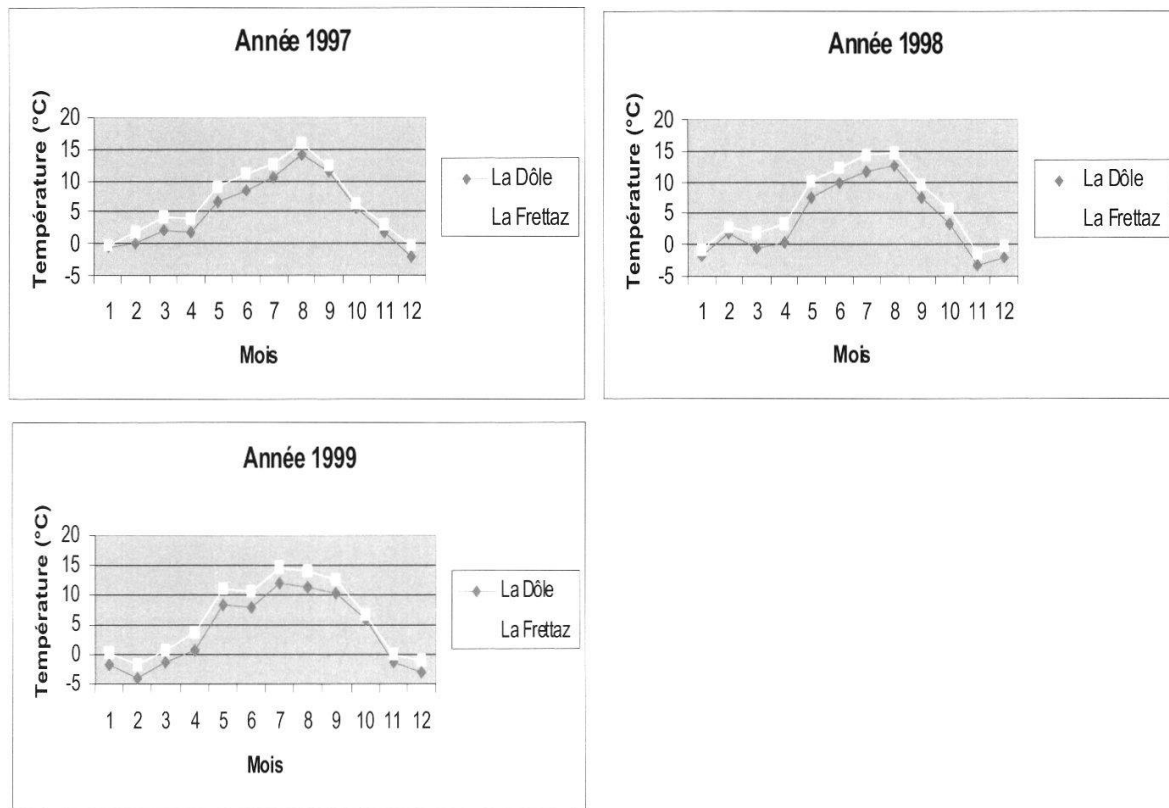 Année 1997
Température (°C)
20
15
10
5
0
-5
1 2 3 4 5 6 7 8 9 10 11 12
Mois
La Dôle
La Frettaz
Année 1998
Température (°C)
20
15
10
5
0
-5
1 2 3 4 5 6 7 8 9 10 11 12
Mois
La Dôle
La Frettaz
Année 1999
Température (°C)
20
15
10
5
0
-5
1 2 3 4 5 6 7 8 9 10 11 12
Mois
La Dôle
La Frettaz